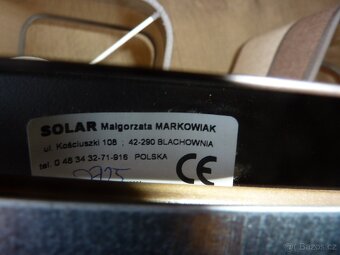 SOLAR Małgorzata MARKOWIAK
ul. Kościuszki 108 ; 42-290 BLACHOWNIA
tel. 0 48 34 32-71-916 POLSKA
CE
Bazos.cz